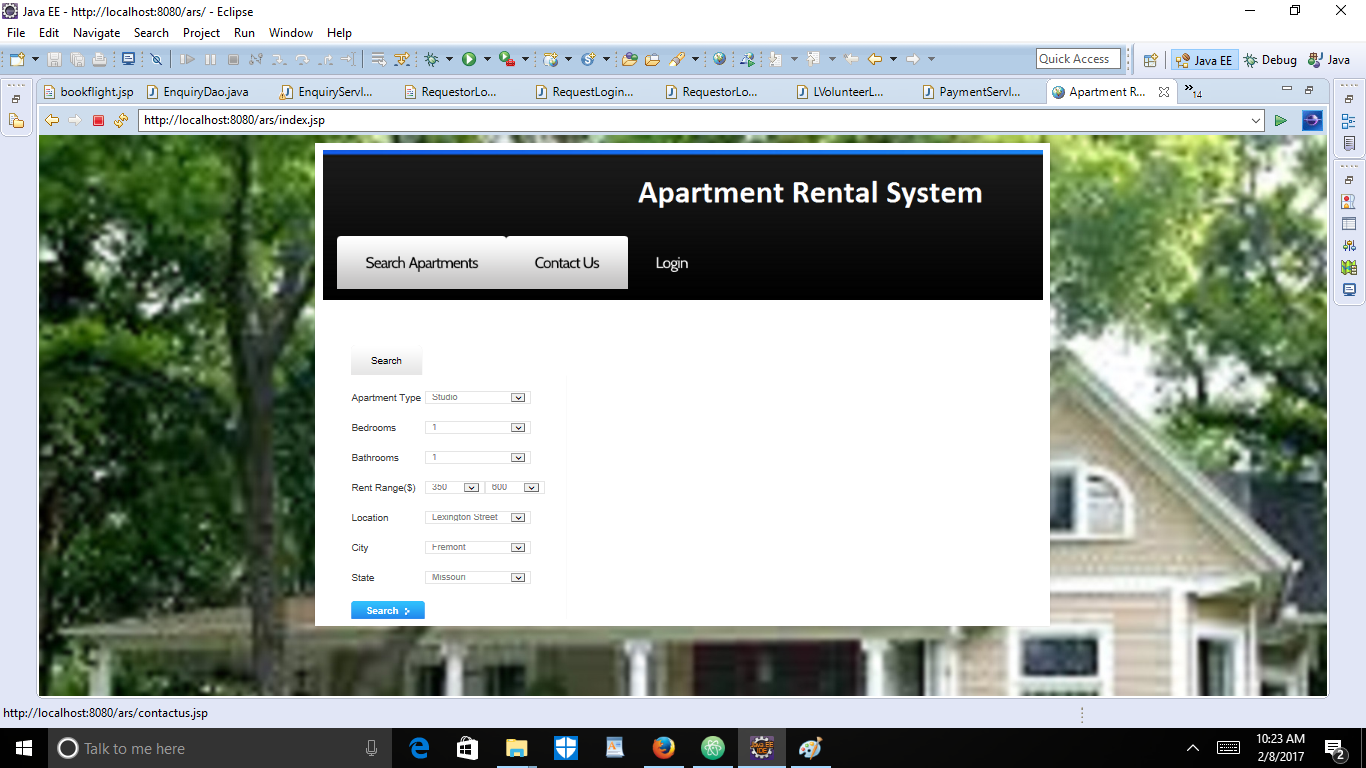 Java EE - http://localhost:8080/ars/ - Eclipse
File Edit Navigate Search Project Run Window Help
Quick Access Java EE Debug Java
bookflight.jsp EnquiryDao.java EnquiryServl... RequestorLo... RequestLogin... RequestorLo... LVolunteerL... PaymentServl... Apartment R... »14
http://localhost:8080/ars/index.jsp
Apartment Rental System
Search Apartments Contact Us Login
Search
Apartment Type Studio
Bedrooms 1
Bathrooms 1
Rent Range($) 350 600
Location Lexington Street
City Fremont
State Missouri
Search
http://localhost:8080/ars/contactus.jsp
Talk to me here
10:23 AM
2/8/2017
2